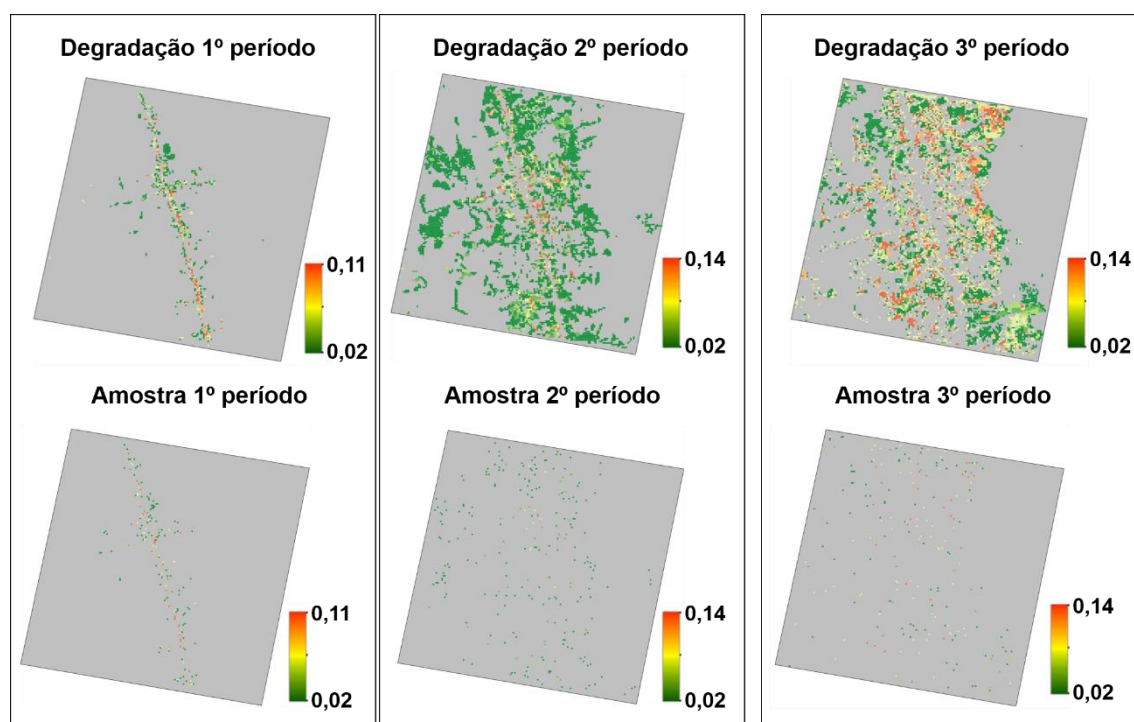 Degradação 1º período
0,11
0,02
Degradação 2º período
0,14
0,02
Degradação 3º período
0,14
0,02
Amostra 1º período
0,11
0,02
Amostra 2º período
0,14
0,02
Amostra 3º período
0,14
0,02